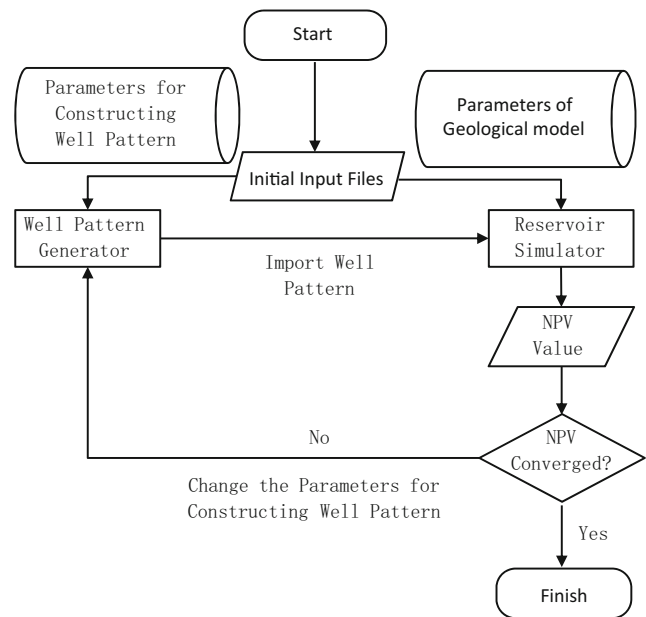 Start
Parameters for
Constructing
Well Pattern
Parameters of
Geological model
Initial Input Files
Well Pattern
Generator
Reservoir
Simulator
Import Well
Pattern
NPV
Value
No
NPV
Converged?
Change the Parameters for
Constructing Well Pattern
Yes
Finish